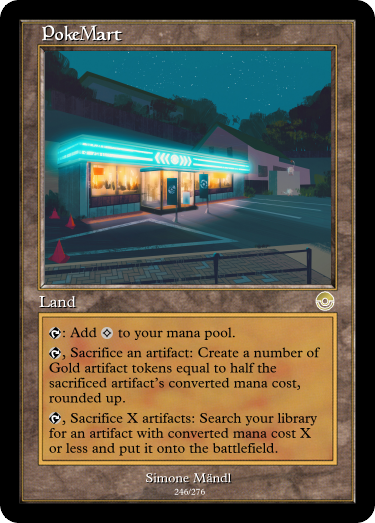 PokeMart
Land
: Add to your mana pool.
, Sacrifice an artifact: Create a number of
Gold artifact tokens equal to half the
sacrificed artifact's converted mana cost,
rounded up.
, Sacrifice X artifacts: Search your library
for an artifact with converted mana cost X
or less and put it onto the battlefield.
Simone Mändl
246/276